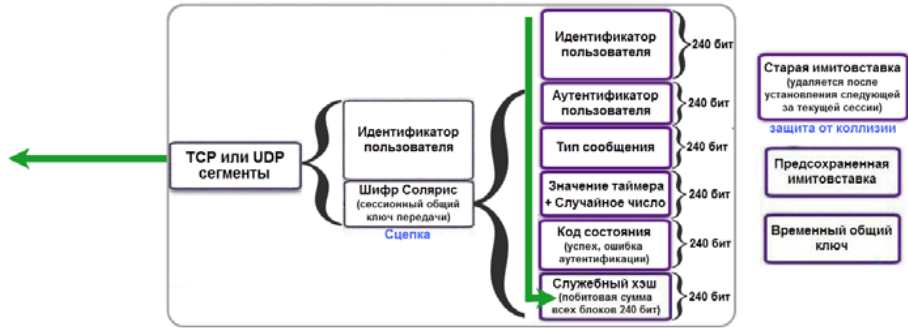 TCP или UDP
сегменты
Идентификатор
пользователя
Шифр Солярис
(сессионный общий
ключ передачи)
Сцепка
Идентификатор
пользователя
240 бит
Аутентификатор
пользователя
240 бит
Тип сообщения
240 бит
Значение таймера
+ Случайное число
240 бит
Код состояния
(успех, ошибка
аутентификации)
240 бит
Служебный хэш
(побитовая сумма
всех блоков 240 бит)
240 бит
Старая имитовставка
(удаляется после
установления следующей
за текущей сессии)
защита от коллизии
Предсохраненная
имитовставка
Временный общий
ключ